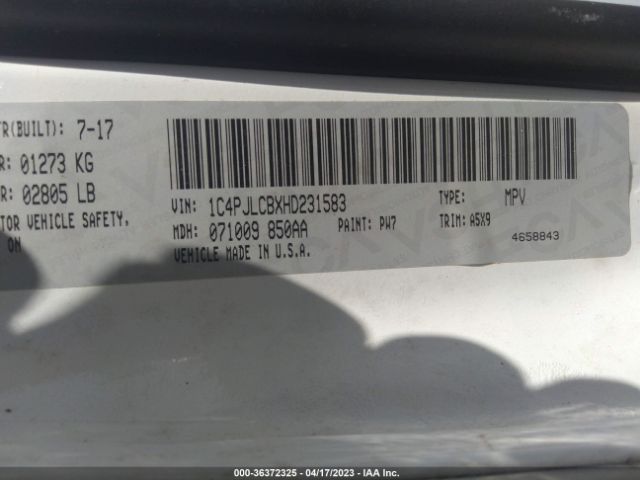 TR(BUILT): 7-17
R: 01273 KG
R: 02805 LB
TOR VEHICLE SAFETY.
ON
VIN: 1C4PJLCBXHD231583
TYPE: MPV
MDH: 071009 850AA
PAINT: PW7
TRIM: A5X9
VEHICLE MADE IN U.S.A.
4658843
000-36372325 - 04/17/2023 - IAA Inc.